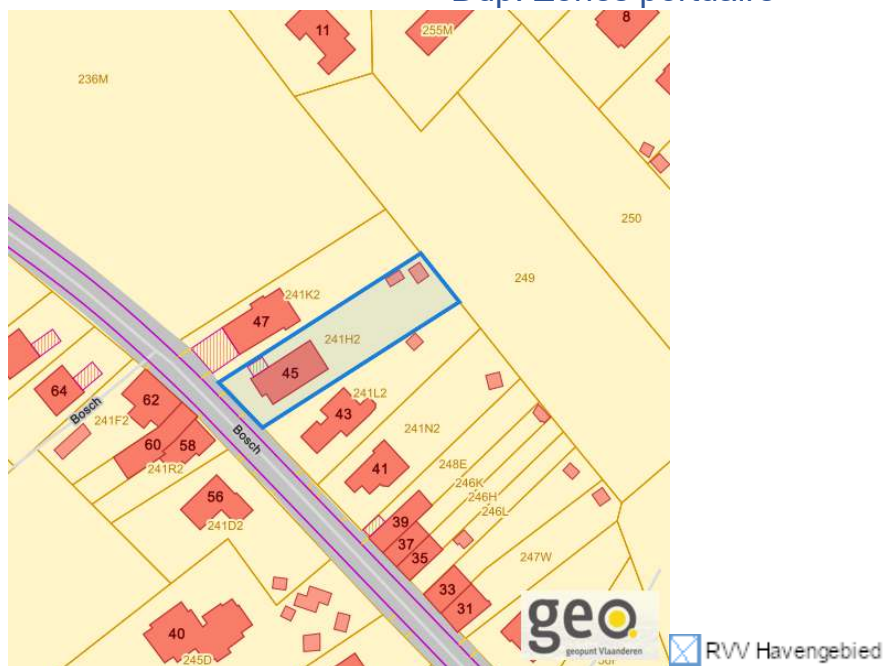 11
255M
8
236M
250
249
241K2
47
241H2
45
64
Bosch
62
241F2
241L2
43
Bosch
60
58
241N2
241R2
41
248E
246K
56
246H
241D2
39
246L
37
35
247W
33
31
40
245D
geo
geopunt Vlaanderen
RVV Havengebied